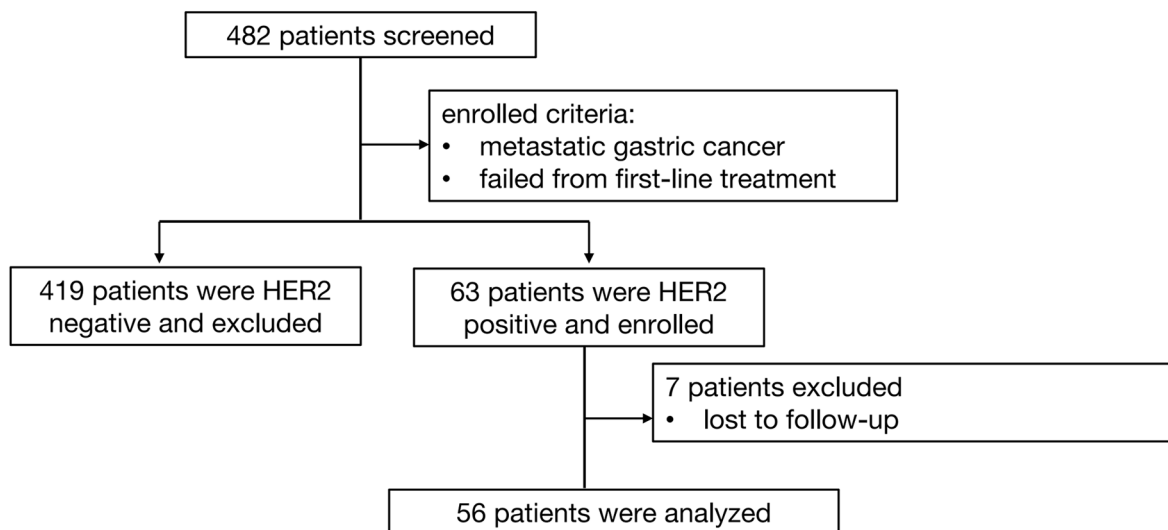 482 patients screened
enrolled criteria:
• metastatic gastric cancer
• failed from first-line treatment
419 patients were HER2
negative and excluded
63 patients were HER2
positive and enrolled
7 patients excluded
• lost to follow-up
56 patients were analyzed